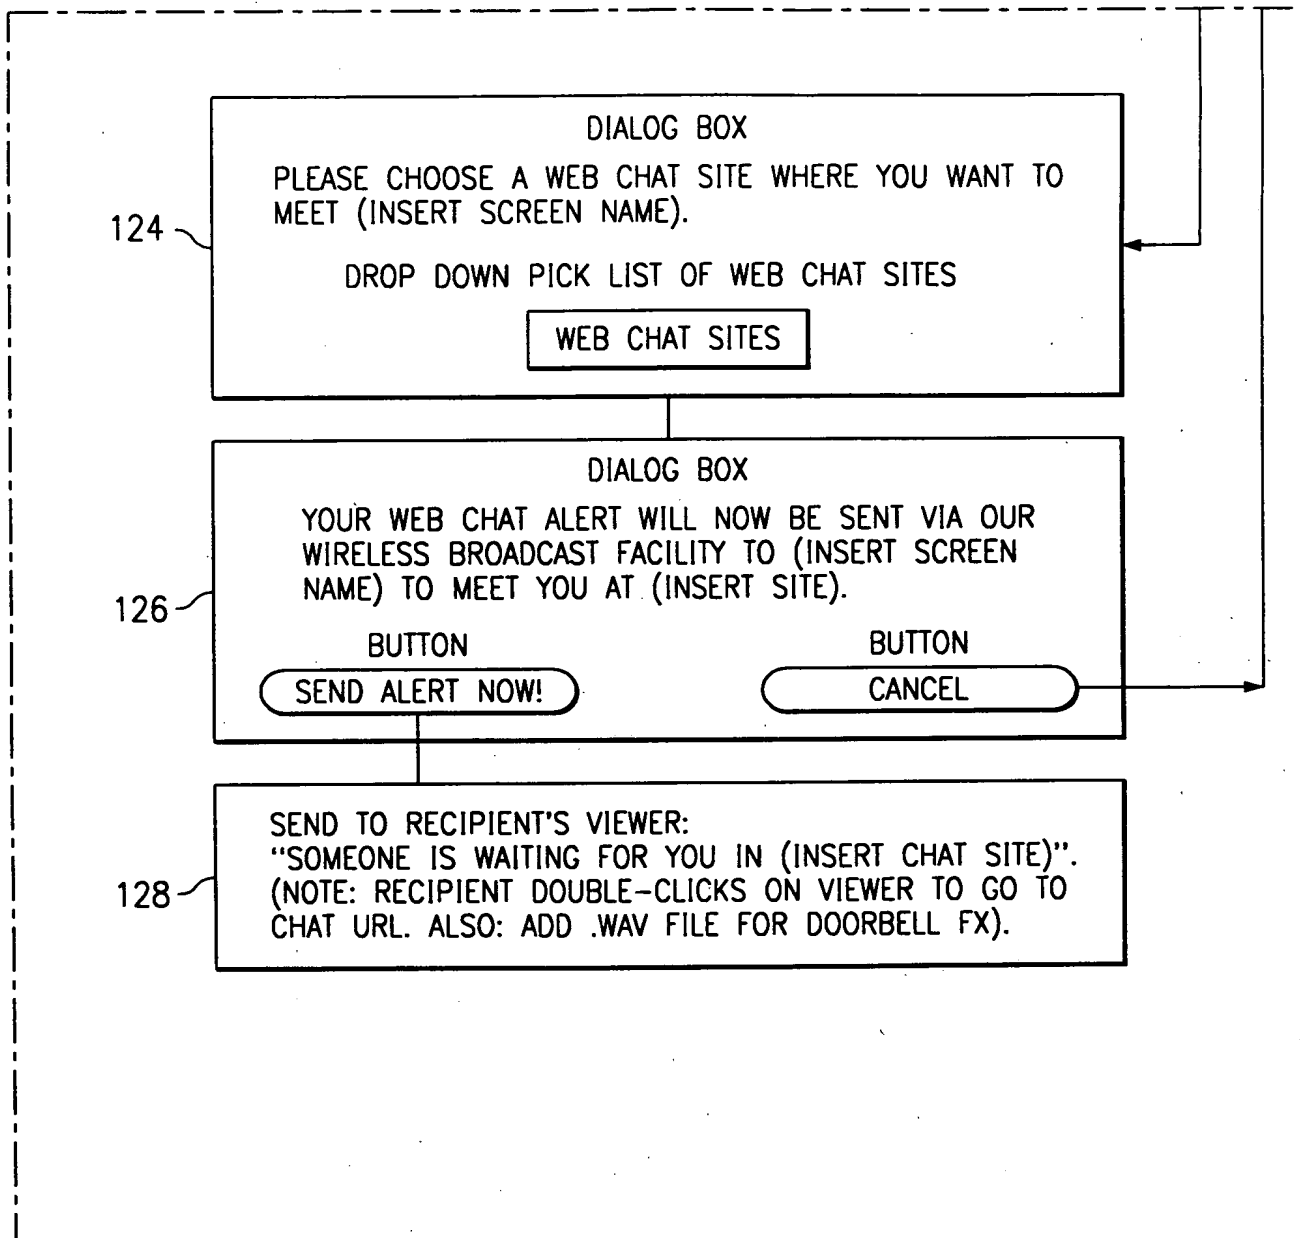 DIALOG BOX
PLEASE CHOOSE A WEB CHAT SITE WHERE YOU WANT TO
MEET (INSERT SCREEN NAME).
124
DROP DOWN PICK LIST OF WEB CHAT SITES
WEB CHAT SITES
DIALOG BOX
YOUR WEB CHAT ALERT WILL NOW BE SENT VIA OUR
WIRELESS BROADCAST FACILITY TO (INSERT SCREEN
NAME) TO MEET YOU AT (INSERT SITE).
126
BUTTON
BUTTON
SEND ALERT NOW!
CANCEL
SEND TO RECIPIENT'S VIEWER:
"SOMEONE IS WAITING FOR YOU IN (INSERT CHAT SITE)".
128
(NOTE: RECIPIENT DOUBLE-CLICKS ON VIEWER TO GO TO
CHAT URL. ALSO: ADD .WAV FILE FOR DOORBELL FX).